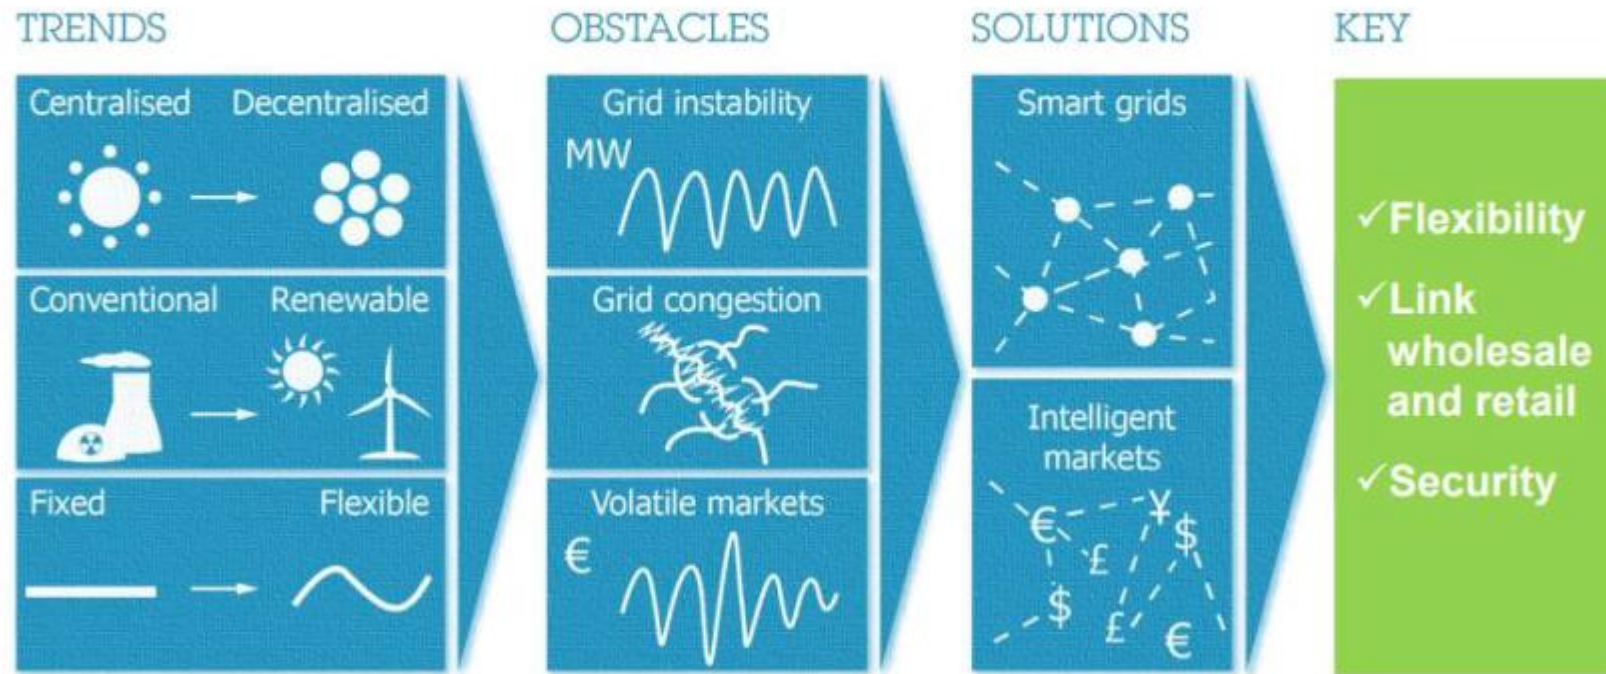 TRENDS
Centralised Decentralised
Conventional Renewable
Fixed Flexible
OBSTACLES
Grid instability
MW
Grid congestion
Volatile markets
€
SOLUTIONS
Smart grids
Intelligent
markets
€ ¥
$
£
$
£
€
KEY
✓Flexibility
✓Link
wholesale
and retail
✓Security